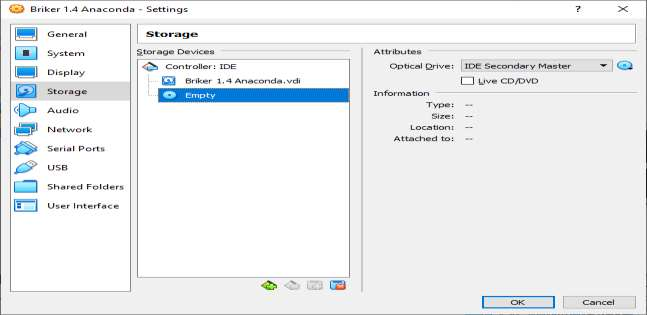 Briker 1.4 Anaconda - Settings
General
System
Display
Storage
Audio
Network
Serial Ports
USB
Shared Folders
User Interface
Storage
Storage Devices
Controller: IDE
Briker 1.4 Anaconda.vdi
Empty
Attributes
Optical Drive: IDE Secondary Master
Live CD/DVD
Information
Type: --
Size: --
Location: --
Attached to: --
OK
Cancel